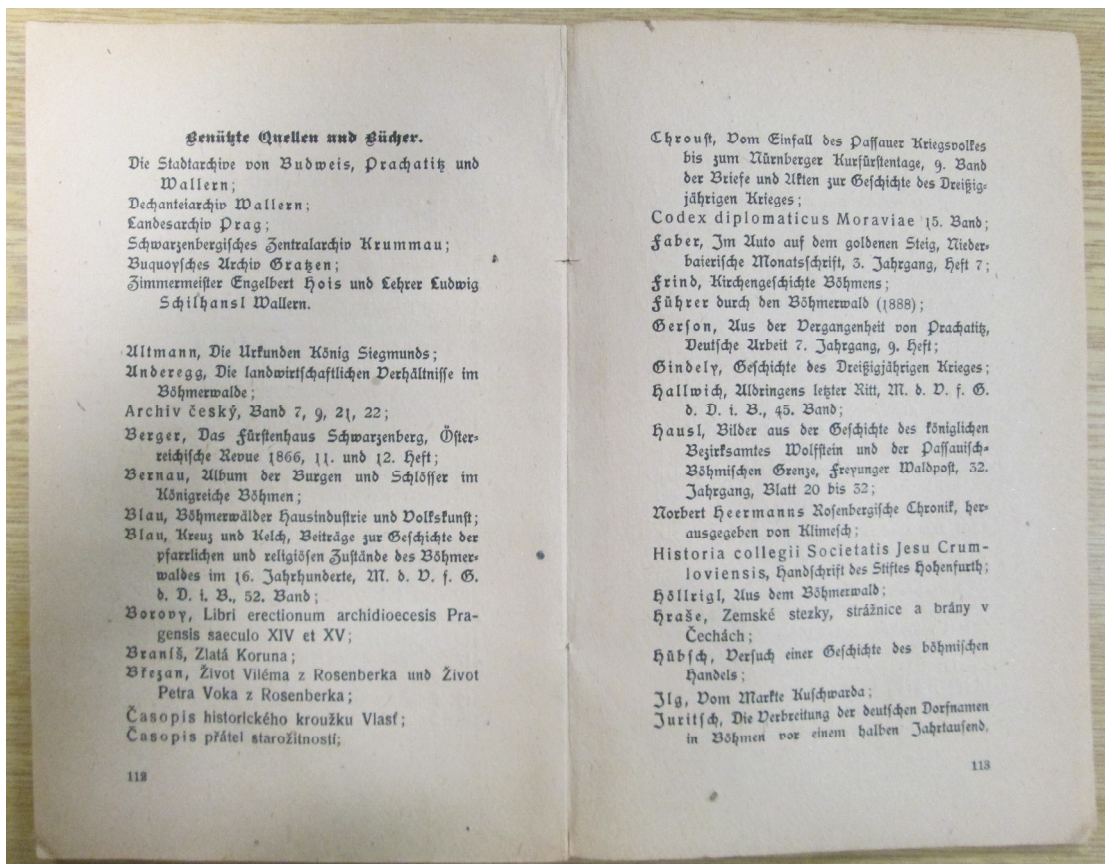 Benützte Quellen und Bücher.
Die Stadtarchive von Budweis, Prachatitz und
Wallern;
Dechanteiarchiv Wallern;
Landesarchiv Prag;
Schwarzenbergisches Zentralarchiv Krummau;
Buquoysches Archiv Gratzen;
Zimmermeister Engelbert Hois und Lehrer Ludwig
Schilhansl Wallern.
Altmann, Die Urkunden König Siegmunds;
Anderegg, Die landwirtschaftlichen Verhältnisse im
Böhmerwalde;
Archiv český, Band 7, 9, 21, 22;
Berger, Das Fürstenhaus Schwarzenberg, Öster-
reichische Revue 1866, 11. und 12. Heft;
Bernau, Album der Burgen und Schlösser im
Königreiche Böhmen;
Blau, Böhmerwälder Hausindustrie und Volkskunst;
Blau, Kreuz und Kelch, Beiträge zur Geschichte der
pfarrlichen und religiösen Zustände des Böhmer-
waldes im 16. Jahrhunderte, M. d. V. f. G.
d. D. i. B., 52. Band;
Borovy, Libri erectionum archidioecesis Pra-
gensis saeculo XIV et XV;
Braniš, Zlatá Koruna;
Břežan, Život Viléma z Rosenberka und Život
Petra Voka z Rosenberka;
Časopis historického kroužku Vlasť;
Časopis přátel starožitností;
112
Chroust, Vom Einfall des Passauer Kriegsvolkes
bis zum Nürnberger Kurfürstentage, 9. Band
der Briefe und Akten zur Geschichte des Dreißig-
jährigen Krieges;
Codex diplomaticus Moraviae 15. Band;
Faber, Im Auto auf dem goldenen Steig, Nieder-
baierische Monatsschrift, 3. Jahrgang, Heft 7;
Frind, Kirchengeschichte Böhmens;
Führer durch den Böhmerwald (1888);
Gerson, Aus der Vergangenheit von Prachatitz,
Deutsche Arbeit 7. Jahrgang, 9. Heft;
Gindely, Geschichte des Dreißigjährigen Krieges;
Hallwich, Aldringens letzter Ritt, M. d. V. f. G.
d. D. i. B., 45. Band;
Hausl, Bilder aus der Geschichte des königlichen
Bezirksamtes Wolfstein und der Passauisch-
Böhmischen Grenze, Freyunger Waldpost, 32.
Jahrgang, Blatt 20 bis 32;
Norbert Heermanns Rosenbergische Chronik, her-
ausgegeben von Klimesch;
Historia collegii Societatis Jesu Crum-
loviensis, Handschrift des Stiftes Hohenfurth;
Höllrigl, Aus dem Böhmerwald;
Hraše, Zemské stezky, strážnice a brány v
Čechách;
Hübsch, Versuch einer Geschichte des böhmischen
Handels;
Ilg, Vom Markte Kuschwarda;
Juritsch, Die Verbreitung der deutschen Dorfnamen
in Böhmen vor einem halben Jahrtausend,
113